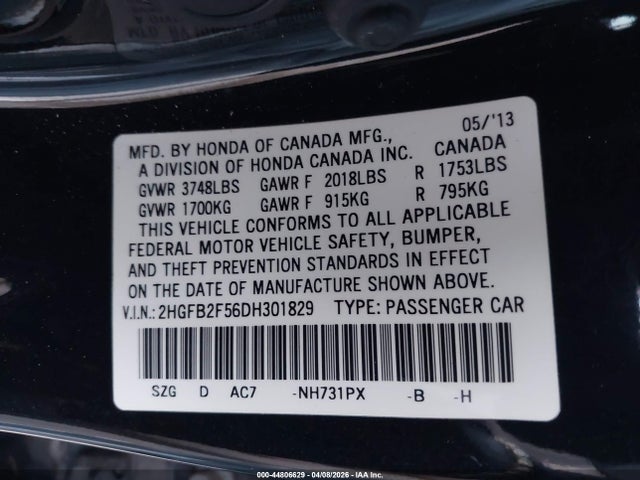 05/'13
MFD. BY HONDA OF CANADA MFG., CANADA
A DIVISION OF HONDA CANADA INC.
GVWR 3748LBS GAWR F 2018LBS R 1753LBS
GVWR 1700KG GAWR F 915KG R 795KG
THIS VEHICLE CONFORMS TO ALL APPLICABLE
FEDERAL MOTOR VEHICLE SAFETY, BUMPER,
AND THEFT PREVENTION STANDARDS IN EFFECT
ON THE DATE OF MANUFACTURE SHOWN ABOVE.
V.I.N.: 2HGFB2F56DH301829 TYPE: PASSENGER CAR
SZG D AC7 -NH731PX -B -H
000-44806629 - 04/08/2026 - IAA Inc.